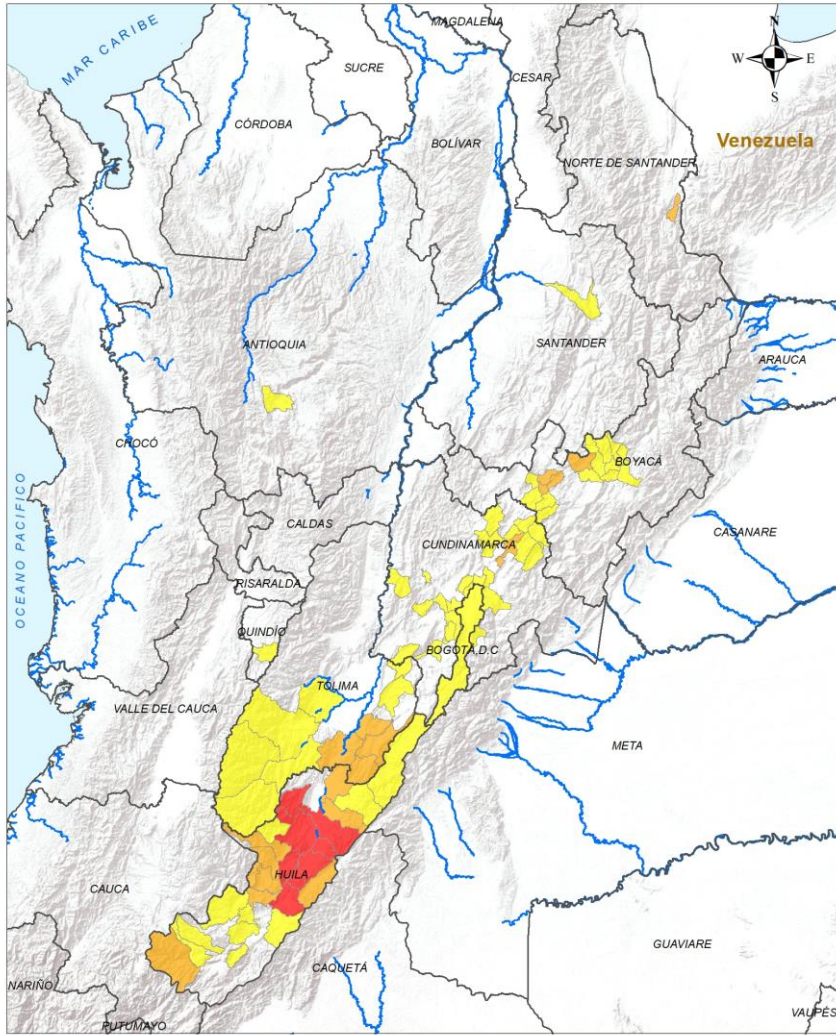 MAGDALENA
MAR CARIBE
SUCRE
CESAR
N
W E
S
CÓRDOBA
BOLÍVAR
Venezuela
NORTE DE SANTANDER
ANTIOQUIA
SANTANDER
ARAUCA
CHOCÓ
BOYACÁ
OCEANO PACIFICO
CALDAS
CASANARE
CUNDINAMARCA
RISARALDA
QUINDÍO
BOGOTÁ,D.C
TOLIMA
VALLE DEL CAUCA
META
HUILA
CAUCA
GUAVIARE
CAQUETÁ
NARIÑO
PUTUMAYO
VAUPÉS